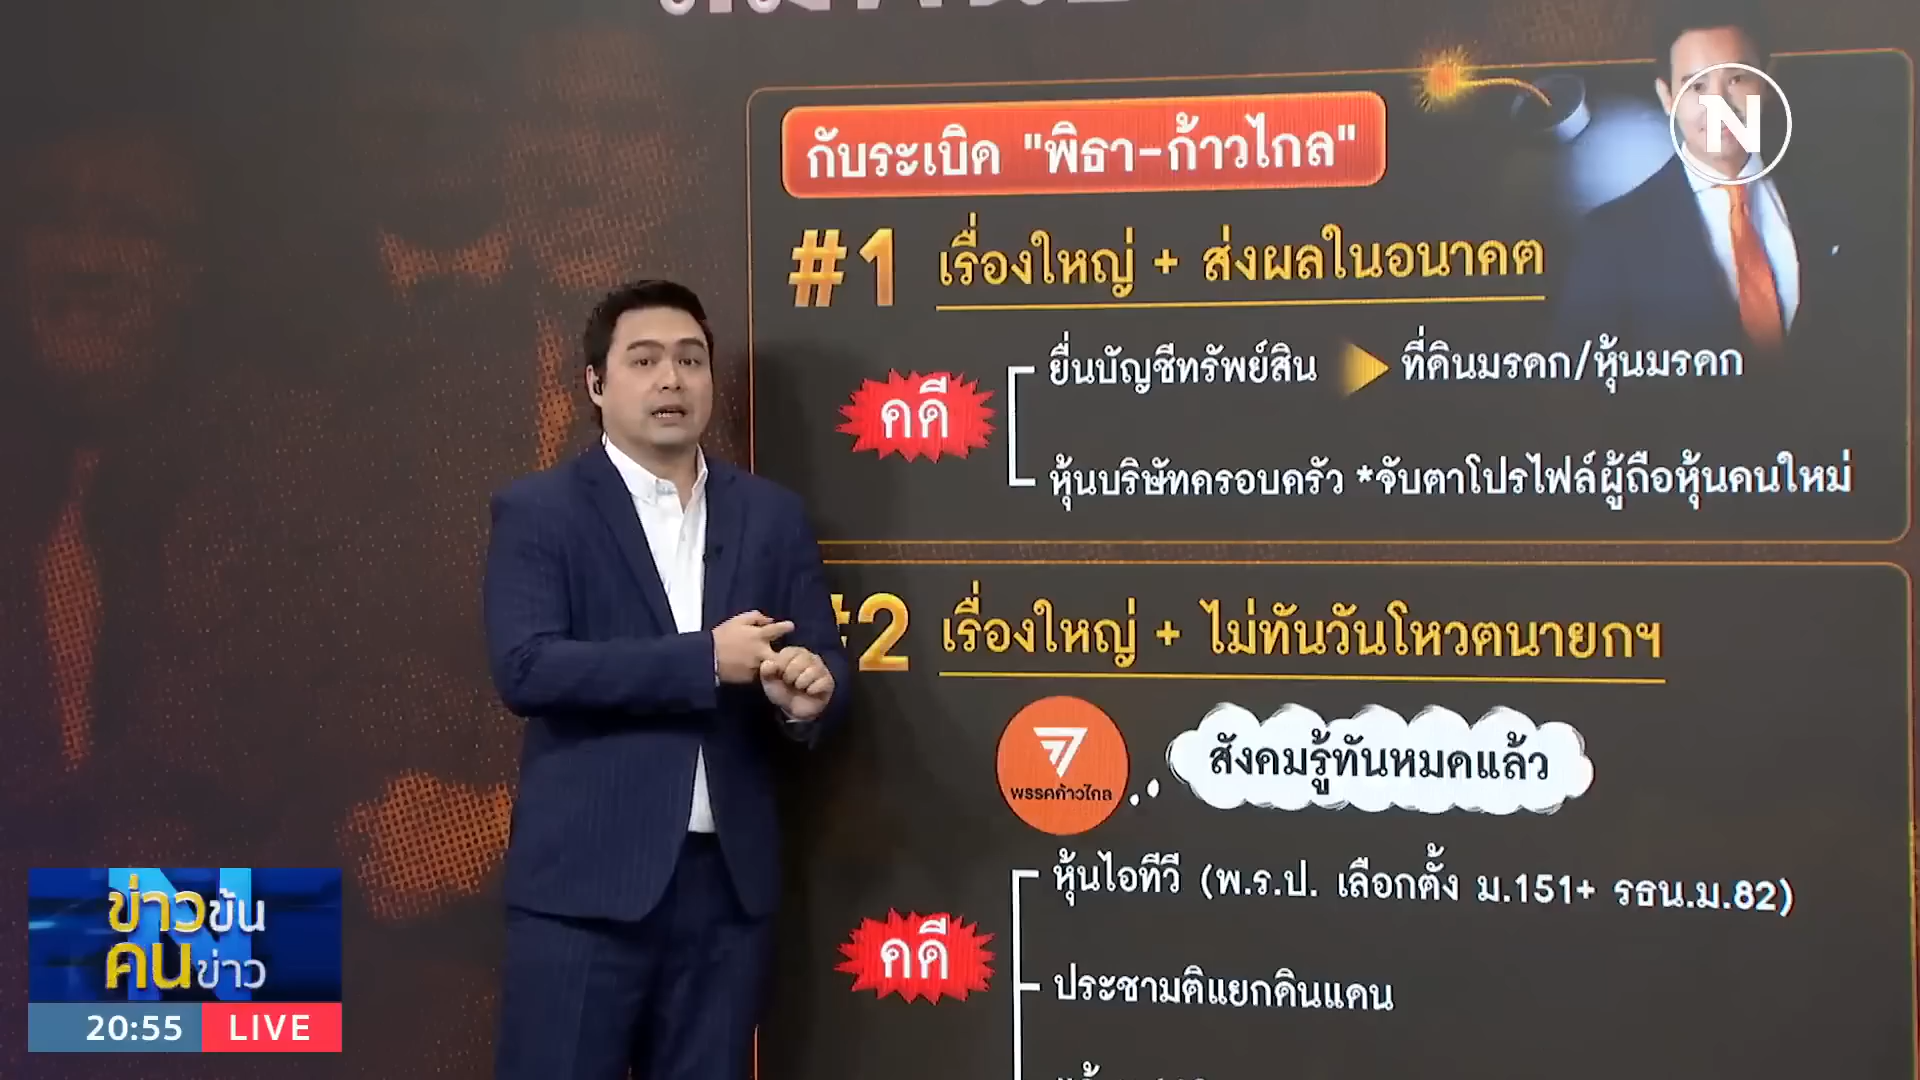 กับระเบิด "พิธา-ก้าวไกล"
#1 เรื่องใหญ่ + ส่งผลในอนาคต
คดี
ยื่นบัญชีทรัพย์สิน ที่ดินมรดก/หุ้นมรดก
หุ้นบริษัทครอบครัว *จับตาโปรไฟล์ผู้ถือหุ้นคนใหม่
#2 เรื่องใหญ่ + ไม่ทันวันโหวตนายกฯ
พรรคก้าวไกล
สังคมรู้ทันหมดแล้ว
คดี
หุ้นไอทีวี (พ.ร.ป. เลือกตั้ง ม.151+ รธน.ม.82)
ประชามติแยกดินแดน
N
ข่าวข้น
คนข่าว
20:55 LIVE